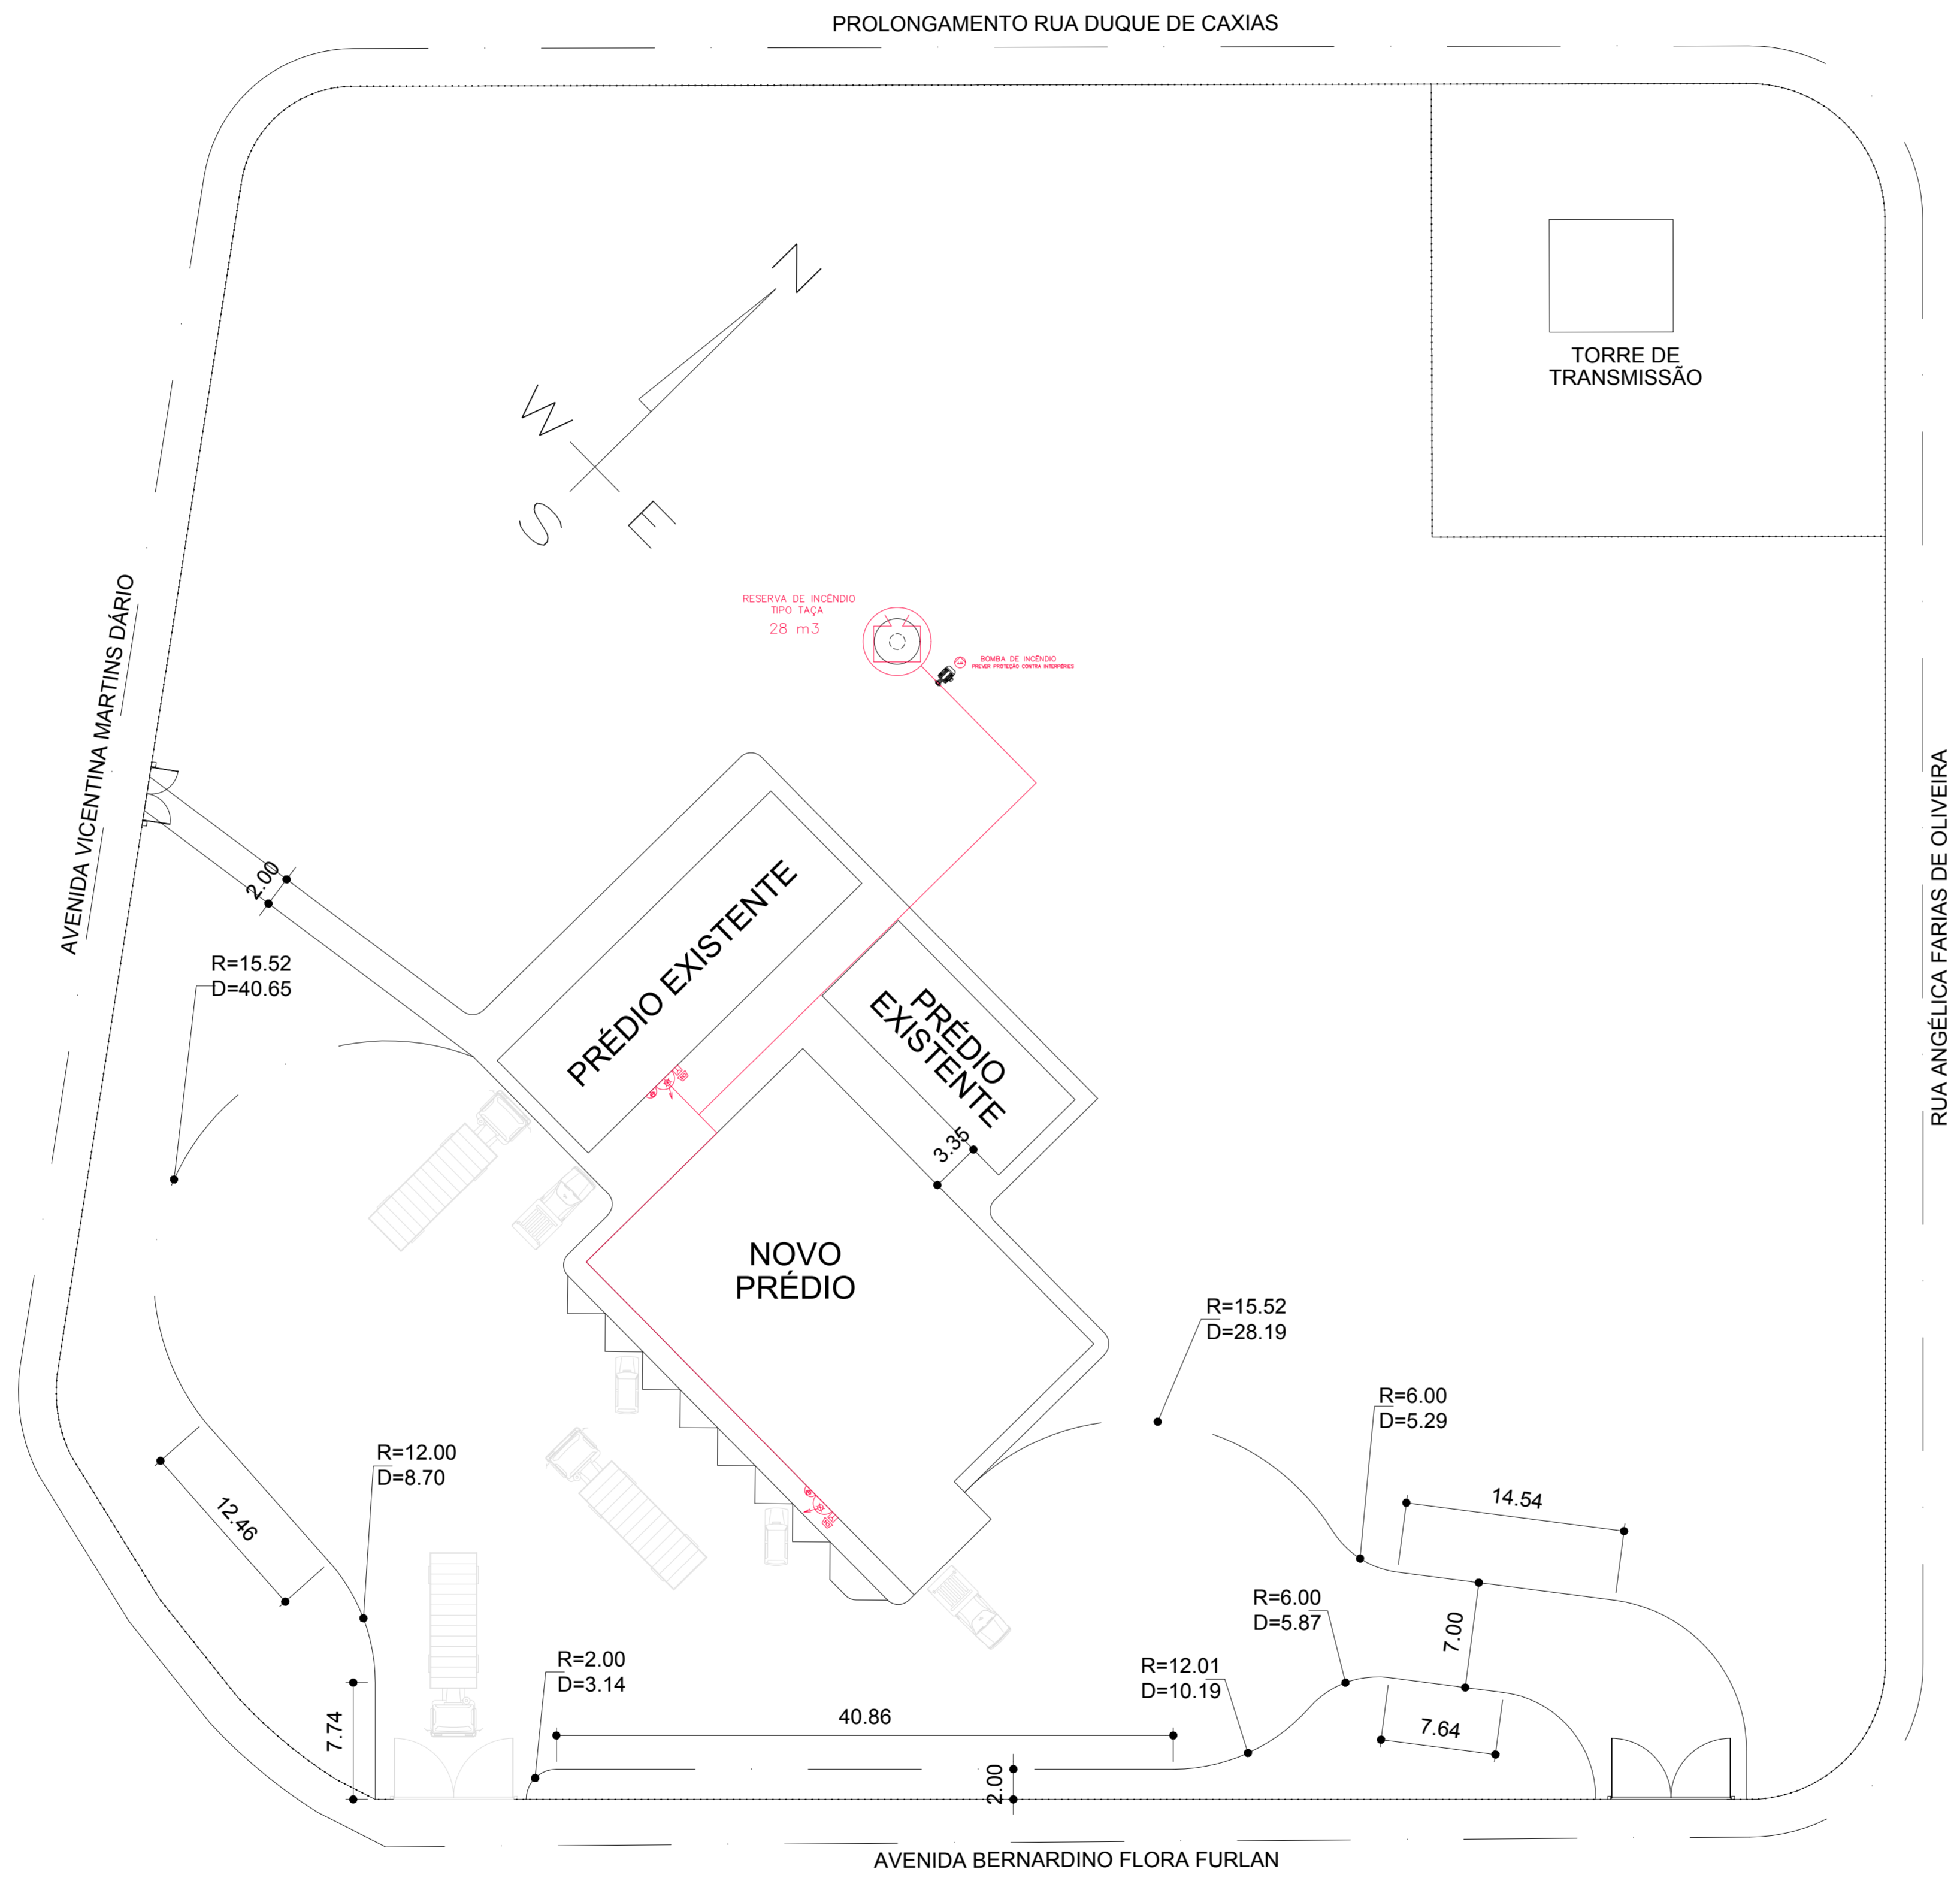 PROLONGAMENTO RUA DUQUE DE CAXIAS
N
W
S
E
TORRE DE
TRANSMISSÃO
RESERVA DE INCÊNDIO
TIPO TAÇA
28 m3
BOMBA DE INCÊNDIO
PREVER PROTEÇÃO CONTRA INTERPÉRIES
AVENIDA VICENTINA MARTINS DÁRIO
RUA ANGÉLICA FARIAS DE OLIVEIRA
2.00
R=15.52
D=40.65
PRÉDIO EXISTENTE
PRÉDIO
EXISTENTE
3.35
NOVO
PRÉDIO
R=15.52
D=28.19
R=6.00
D=5.29
14.54
R=12.00
D=8.70
12.46
R=6.00
D=5.87
7.00
R=2.00
D=3.14
R=12.01
D=10.19
7.74
40.86
7.64
2.00
AVENIDA BERNARDINO FLORA FURLAN